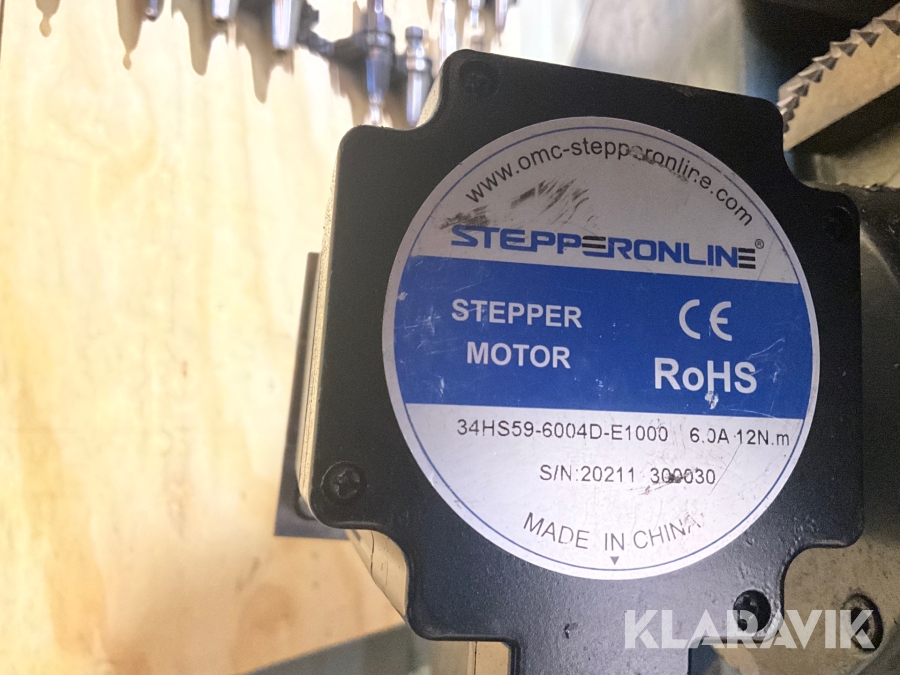 www.omc-stepperonline.com
STEPPERONLINE®
STEPPER
MOTOR
CE
RoHS
34HS59-6004D-E1000 6.0A 12N.m
S/N:20211 300030
MADE IN CHINA
KLARAVIK